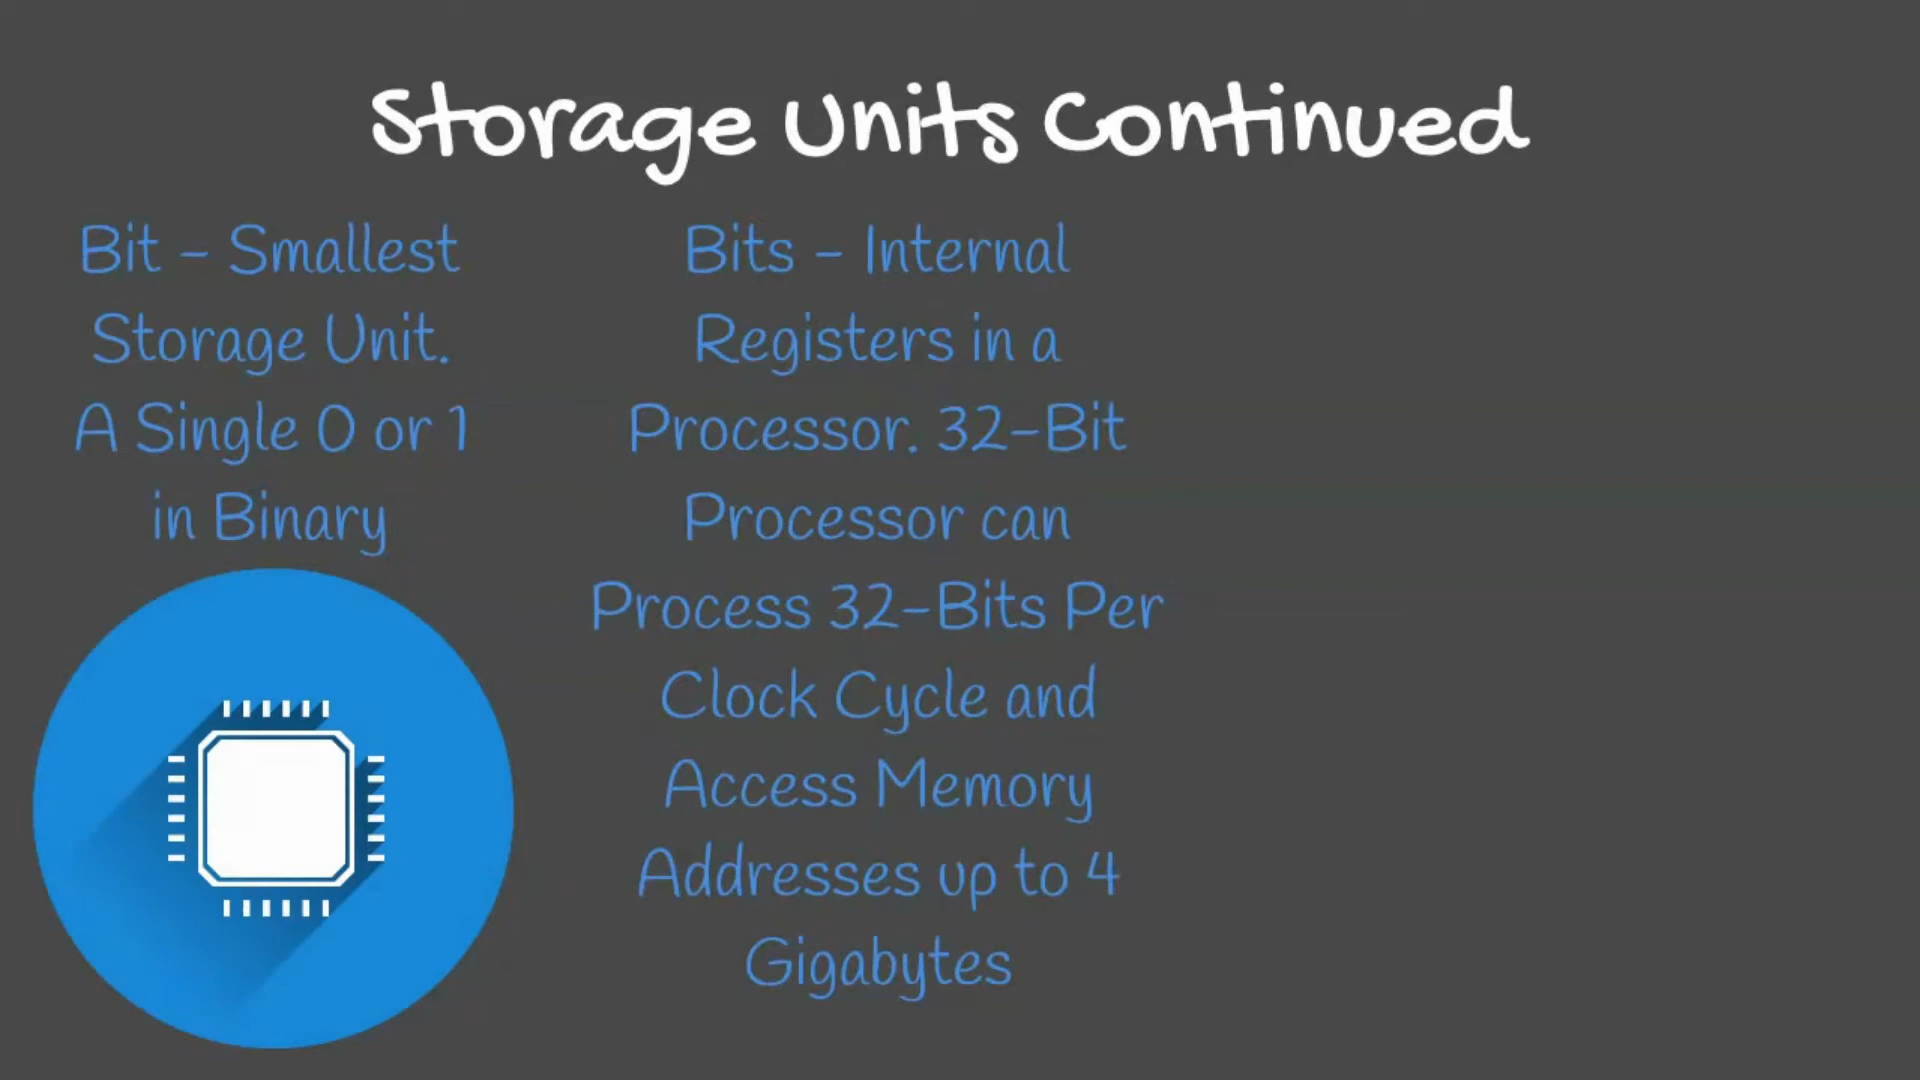 Storage Units Continued
Bit - Smallest
Storage Unit.
A Single 0 or 1
in Binary
Bits - Internal
Registers in a
Processor. 32-Bit
Processor can
Process 32-Bits Per
Clock Cycle and
Access Memory
Addresses up to 4
Gigabytes